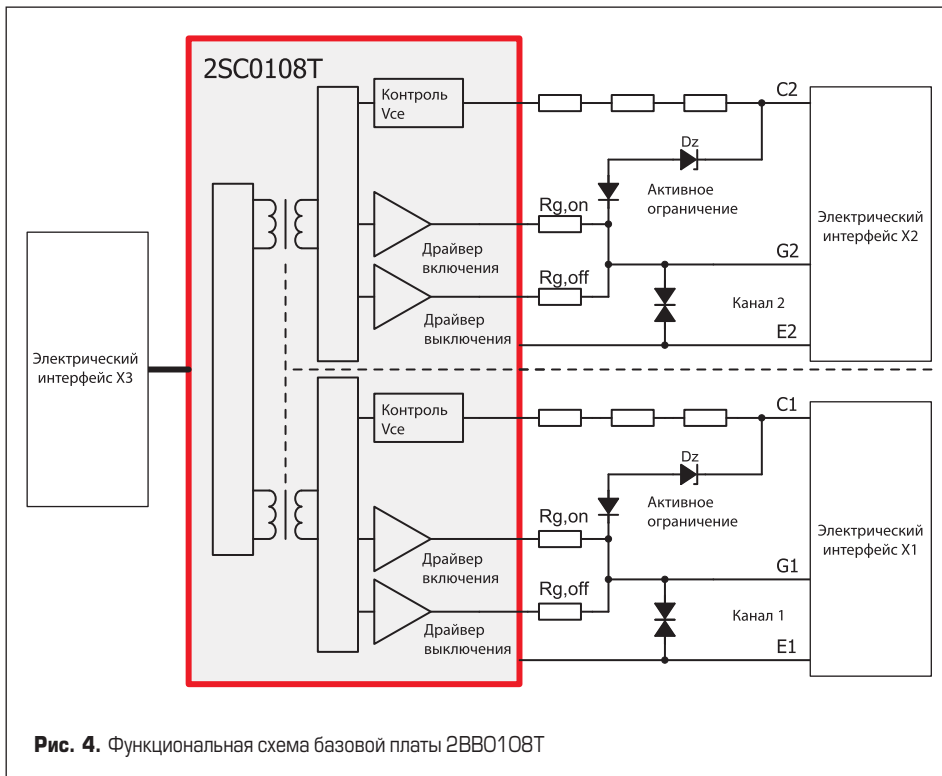 2SC0108T
Контроль
Vce
C2
Dz
Активное
ограничение
Rg,on
Электрический
интерфейс X2
Драйвер
включения
G2
Rg,off
Канал 2
Драйвер
выключения
E2
Электрический
интерфейс X3
Контроль
Vce
C1
Dz
Активное
ограничение
Rg,on
Электрический
интерфейс X1
Драйвер
включения
G1
Rg,off
Канал 1
Драйвер
выключения
E1
Рис. 4. Функциональная схема базовой платы 2BB0108T